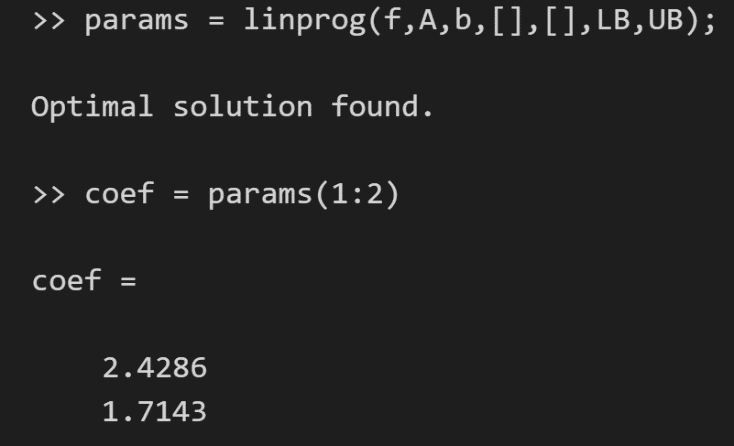 >> params = linprog(f,A,b,[],[],LB,UB);
Optimal solution found.
>> coef = params(1:2)
coef =
2.4286
1.7143